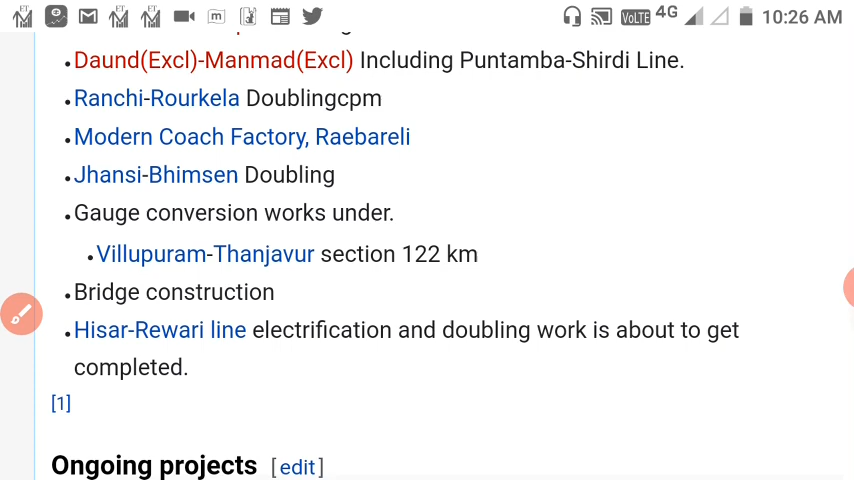 VoLTE 4G 10:26 AM
Daund(Excl)-Manmad(Excl) Including Puntamba-Shirdi Line.
Ranchi-Rourkela Doublingcpm
Modern Coach Factory, Raebareli
Jhansi-Bhimsen Doubling
Gauge conversion works under.
Villupuram-Thanjavur section 122 km
Bridge construction
Hisar-Rewari line electrification and doubling work is about to get
completed.
[1]
Ongoing projects [edit]